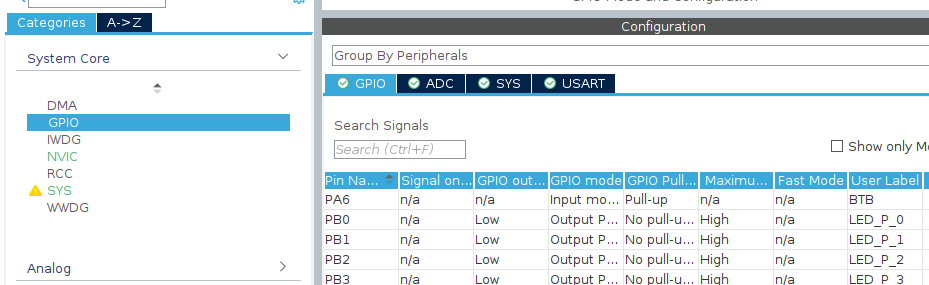 Categories A->Z
System Core
DMA
GPIO
IWDG
NVIC
RCC
SYS
WWDG
Analog
Configuration
Group By Peripherals
GPIO ADC SYS USART
Search Signals
Search (Ctrl+F)
Show only Mo
Pin Na... Signal on... GPIO out... GPIO mode GPIO Pull... Maximu... Fast Mode User Label
PA6 n/a n/a Input mo... Pull-up n/a n/a BTB
PB0 n/a Low Output P... No pull-u... High n/a LED_P_0
PB1 n/a Low Output P... No pull-u... High n/a LED_P_1
PB2 n/a Low Output P... No pull-u... High n/a LED_P_2
PB3 n/a Low Output P... No pull-u... High n/a LED_P_3